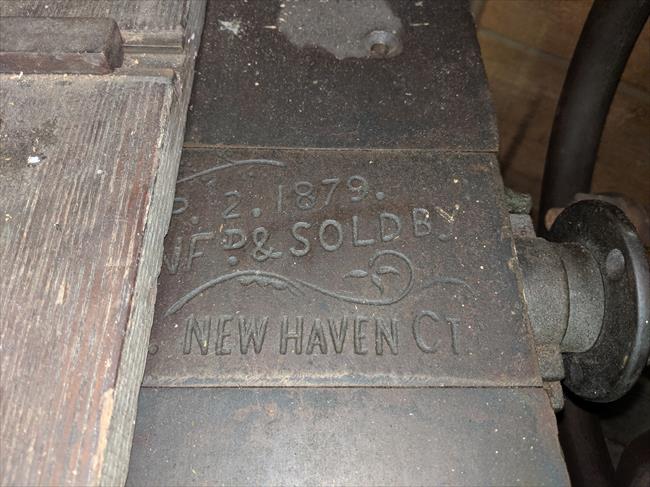 P. 2. 1879.
NF'D. & SOLD BY
. NEW HAVEN CT